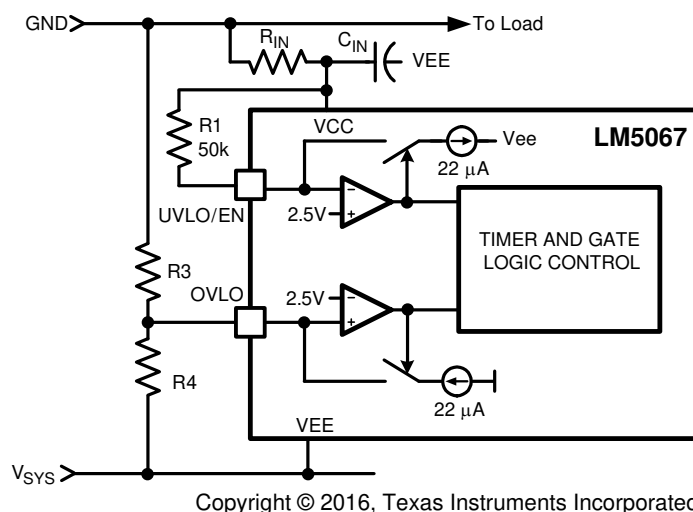 GND
To Load
RIN
CIN
VEE
R1
50k
VCC
LM5067
Vee
22 μA
UVLO/EN
2.5V
TIMER AND GATE
LOGIC CONTROL
R3
OVLO
2.5V
R4
22 μA
VEE
VSYS
Copyright © 2016, Texas Instruments Incorporated